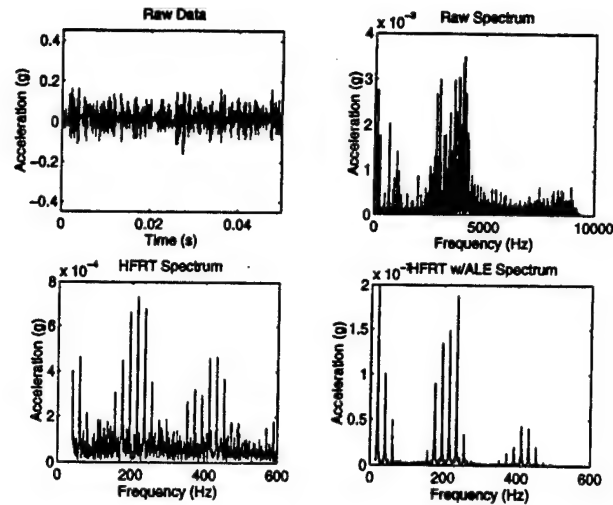 Raw Data
Acceleration (g)
0.4
0.2
0
−0.2
−0.4
0 0.02 0.04
Time (s)
x 10⁻³ Raw Spectrum
Acceleration (g)
4
3
2
1
0
0 5000 10000
Frequency (Hz)
x 10⁻⁴ HFRT Spectrum
Acceleration (g)
8
6
4
2
0
0 200 400 600
Frequency (Hz)
x 10⁻ HFRT w/ALE Spectrum
Acceleration (g)
2
1.5
1
0.5
0
0 200 400 600
Frequency (Hz)